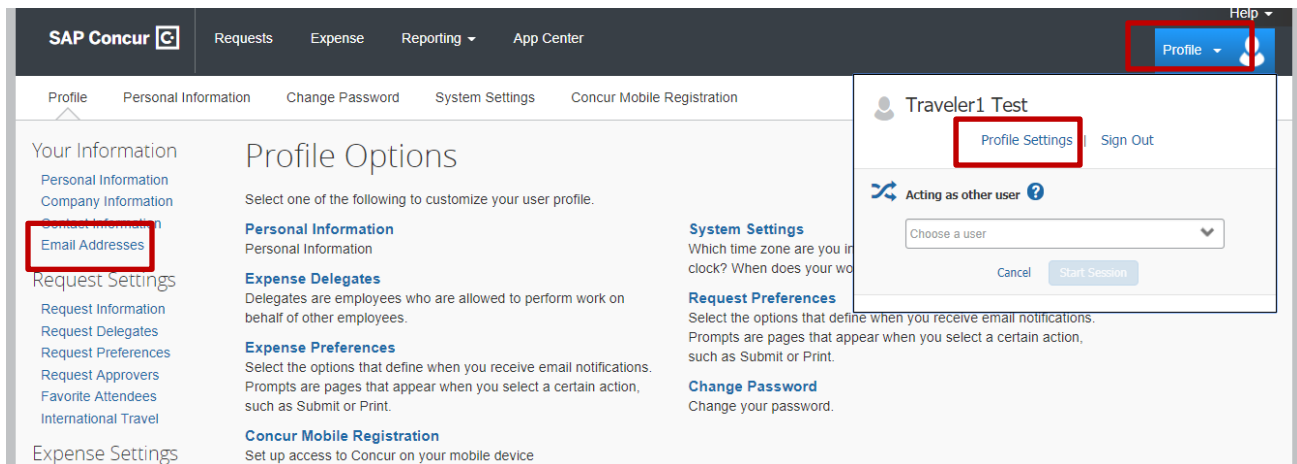 Help
SAP Concur C. Requests Expense Reporting App Center
Profile
Profile Personal Information Change Password System Settings Concur Mobile Registration
Traveler1 Test
Profile Settings | Sign Out
Acting as other user ?
Choose a user
Cancel Start Session
Your Information
Personal Information
Company Information
Contact Information
Email Addresses
Request Settings
Request Information
Request Delegates
Request Preferences
Request Approvers
Favorite Attendees
International Travel
Expense Settings
Profile Options
Select one of the following to customize your user profile.
Personal Information
Personal Information
Expense Delegates
Delegates are employees who are allowed to perform work on
behalf of other employees.
Expense Preferences
Select the options that define when you receive email notifications.
Prompts are pages that appear when you select a certain action,
such as Submit or Print.
Concur Mobile Registration
Set up access to Concur on your mobile device
System Settings
Which time zone are you in
clock? When does your wo
Request Preferences
Select the options that define when you receive email notifications.
Prompts are pages that appear when you select a certain action,
such as Submit or Print.
Change Password
Change your password.